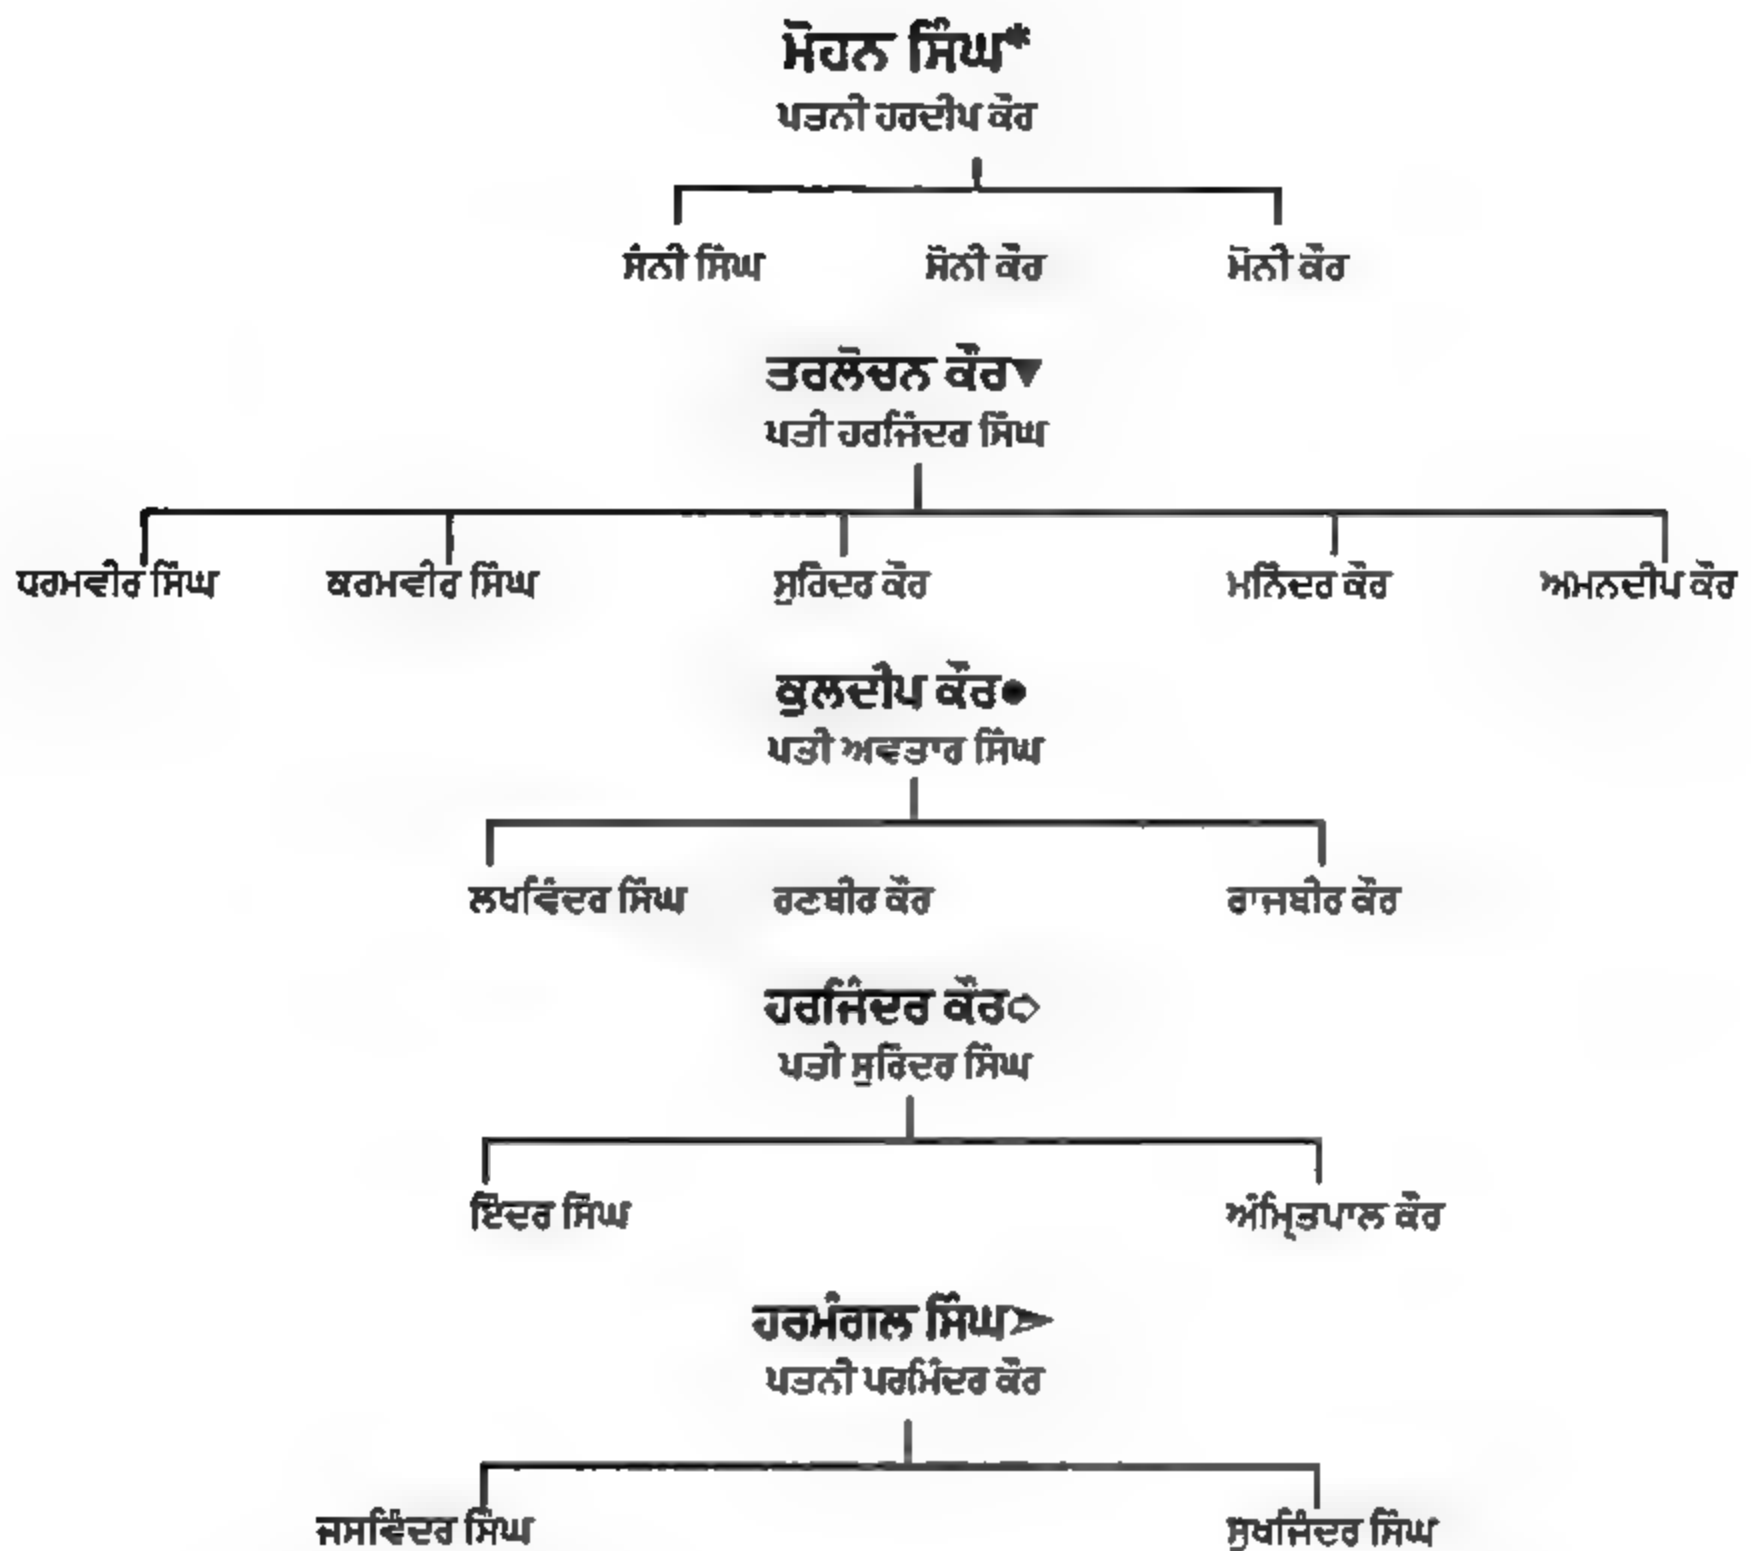 ਮੋਹਨ ਸਿੰਘ*
ਪਤਨੀ ਹਰਦੀਪ ਕੌਰ
ਸੰਨੀ ਸਿੰਘ ਸੋਨੀ ਕੌਰ ਮੋਨੀ ਕੌਰ
ਤਰਲੋਚਨ ਕੌਰ▼
ਪਤੀ ਹਰਜਿੰਦਰ ਸਿੰਘ
ਧਰਮਵੀਰ ਸਿੰਘ ਕਰਮਵੀਰ ਸਿੰਘ ਸੁਰਿੰਦਰ ਕੌਰ ਮਨਿੰਦਰ ਕੌਰ ਅਮਨਦੀਪ ਕੌਰ
ਕੁਲਦੀਪ ਕੌਰ●
ਪਤੀ ਅਵਤਾਰ ਸਿੰਘ
ਲਖਵਿੰਦਰ ਸਿੰਘ ਰਣਬੀਰ ਕੌਰ ਰਾਜਬੀਰ ਕੌਰ
ਹਰਜਿੰਦਰ ਕੌਰ➪
ਪਤੀ ਸੁਰਿੰਦਰ ਸਿੰਘ
ਇੰਦਰ ਸਿੰਘ ਅੰਮ੍ਰਿਤਪਾਲ ਕੌਰ
ਹਰਮੰਗਲ ਸਿੰਘ➢
ਪਤਨੀ ਪਰਮਿੰਦਰ ਕੌਰ
ਜਸਵਿੰਦਰ ਸਿੰਘ ਸੁਖਜਿੰਦਰ ਸਿੰਘ